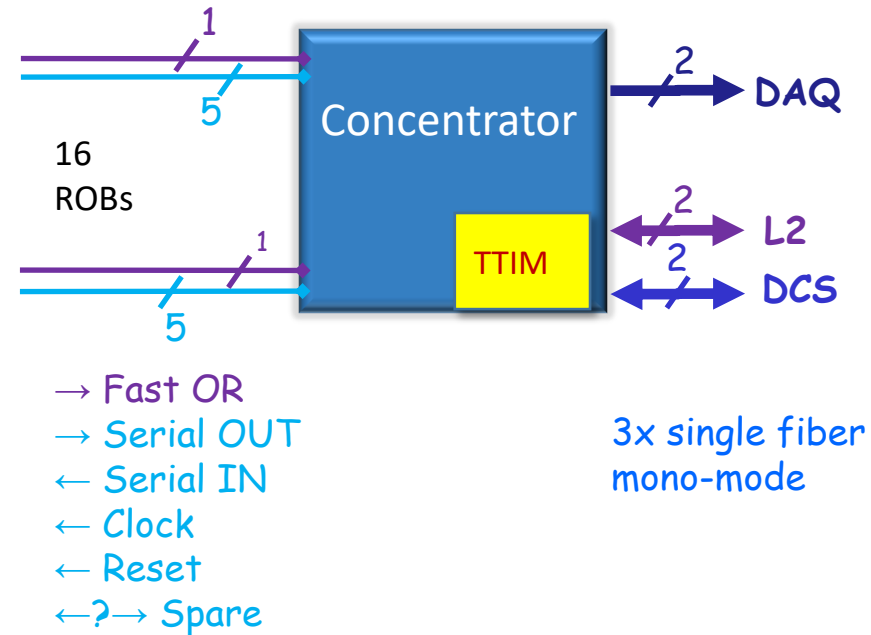 1
5
Concentrator
2
DAQ
16
ROBs
2
L2
1
TTIM
2
DCS
5
→ Fast OR
→ Serial OUT
← Serial IN
← Clock
← Reset
←?→ Spare
3x single fiber
mono-mode